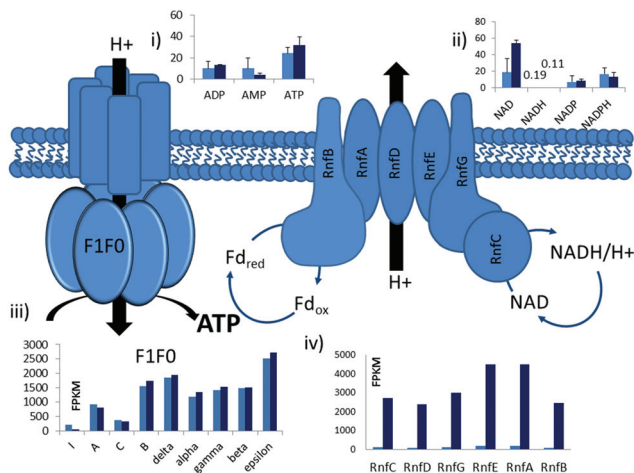 H+
i)
60
40
20
0
ADP AMP ATP
ii)
80
60
40
20
0
0.19
0.11
NAD NADH NADP NADPH
RnfB
RnfA
RnfD
RnfE
RnfG
RnfC
F1F0
Fdred
Fdox
H+
NADH/H+
NAD
ATP
iii)
F1F0
FPKM
3000
2500
2000
1500
1000
500
0
I A C B delta alpha gamma beta epsilon
iv)
FPKM
5000
4000
3000
2000
1000
0
RnfC RnfD RnfG RnfE RnfA RnfB